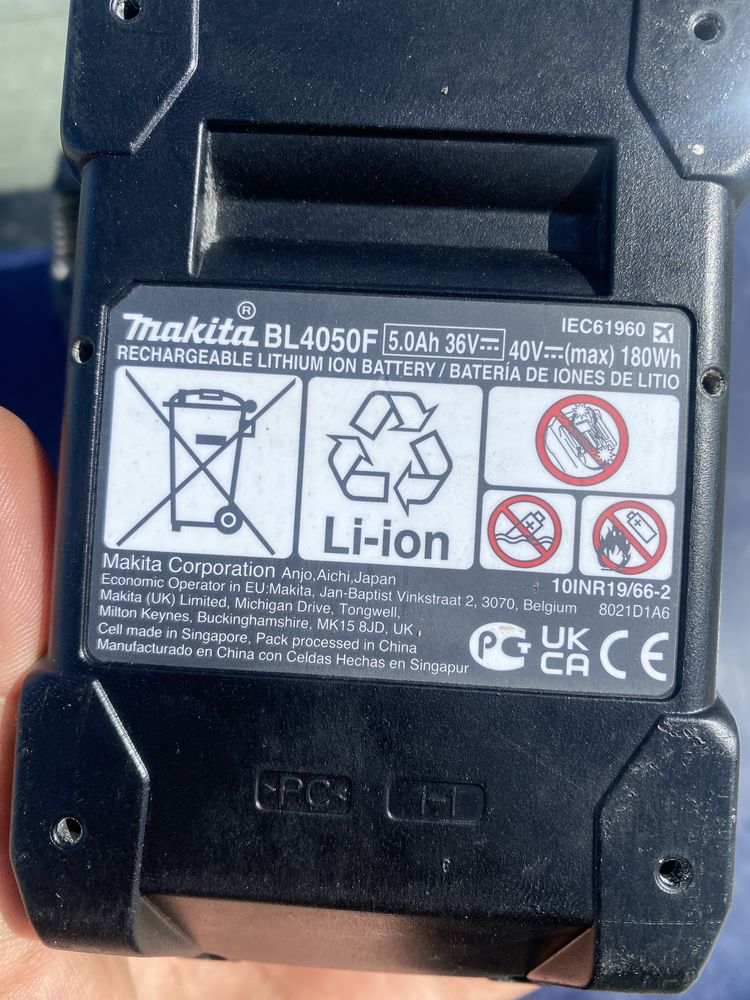 makita® BL4050F 5.0Ah 36V⎓ 40V⎓(max) 180Wh
IEC61960
RECHARGEABLE LITHIUM ION BATTERY / BATERÍA DE IONES DE LITIO
Li-ion
Makita Corporation Anjo,Aichi,Japan
Economic Operator in EU:Makita, Jan-Baptist Vinkstraat 2, 3070, Belgium
Makita (UK) Limited, Michigan Drive, Tongwell,
Milton Keynes, Buckinghamshire, MK15 8JD, UK
Cell made in Singapore, Pack processed in China
Manufacturado en China con Celdas Hechas en Singapur
10INR19/66-2
8021D1A6
UK
CA
CE
>PC<
1-1